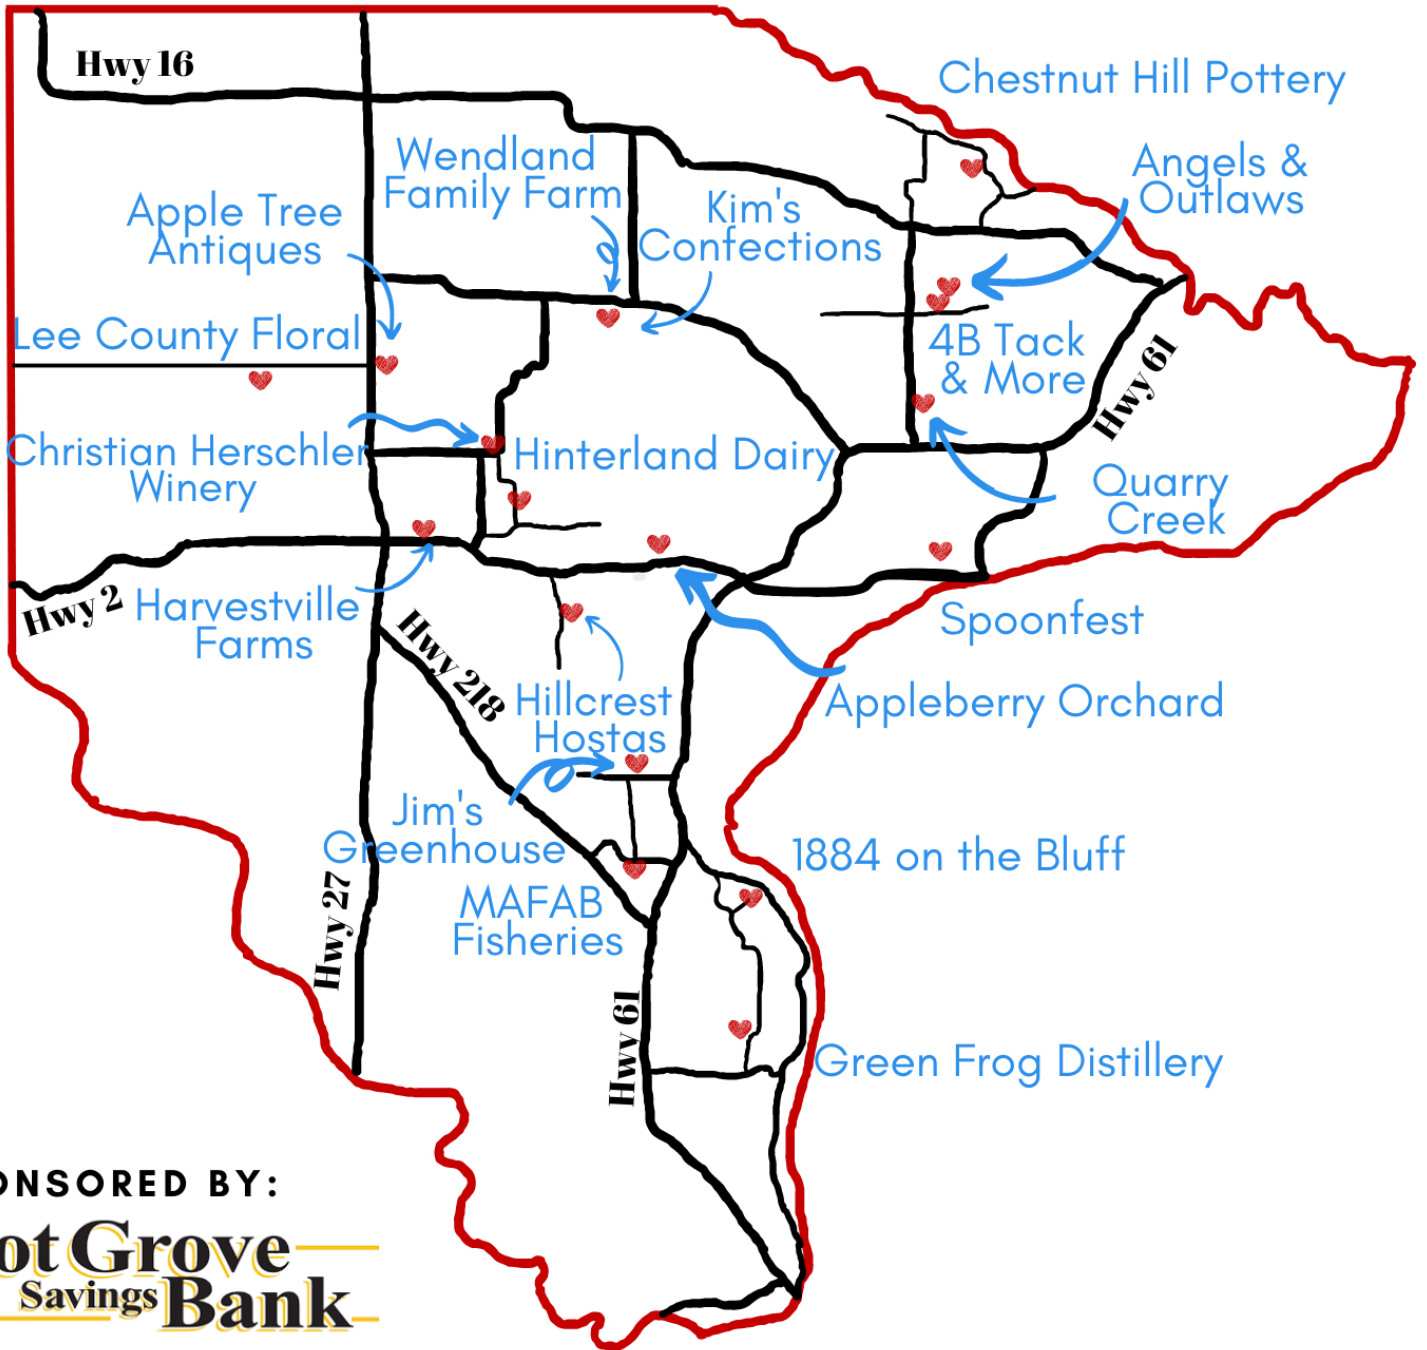 Hwy 16
Chestnut Hill Pottery
Wendland
Family Farm
Angels &
Outlaws
Apple Tree
Antiques
Kim's
Confections
Lee County Floral
4B Tack
& More
Hwy 61
Christian Herschler
Winery
Hinterland Dairy
Quarry
Creek
Hwy 2
Harvestville
Farms
Hwy 218
Spoonfest
Hillcrest
Hostas
Appleberry Orchard
Jim's
Greenhouse
1884 on the Bluff
MAFAB
Fisheries
Hwy 27
Hwy 61
Green Frog Distillery
ONSORED BY:
ot Grove
Savings Bank